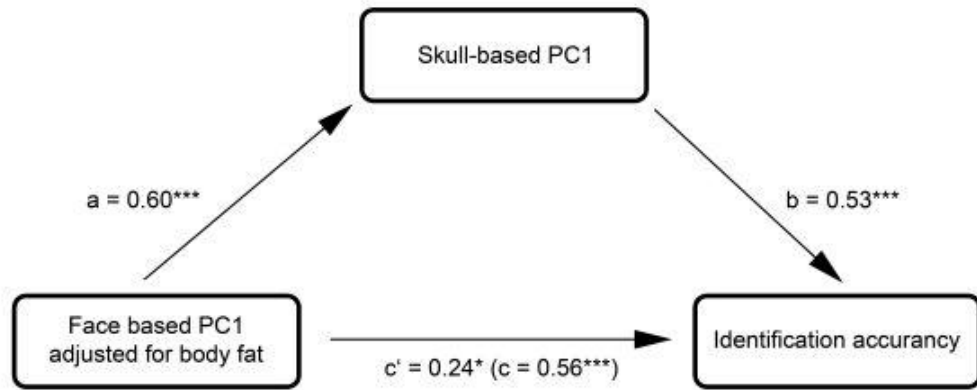 Skull-based PC1
a = 0.60***
b = 0.53***
Face based PC1
adjusted for body fat
Identification accurancy
c‘ = 0.24* (c = 0.56***)